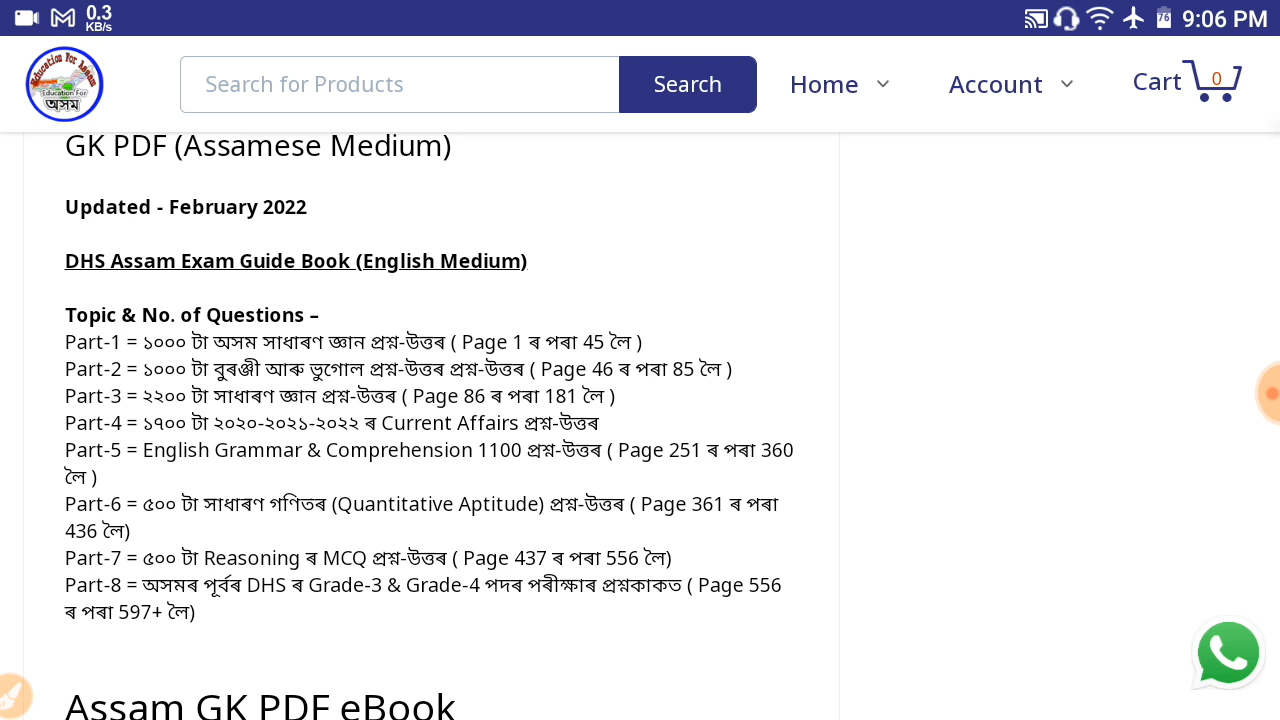 0.3
KB/s
76
9:06 PM
Education For Assam
Education For
অসম
Search for Products
Search
Home
Account
Cart
0
GK PDF (Assamese Medium)
Updated - February 2022
DHS Assam Exam Guide Book (English Medium)
Topic & No. of Questions –
Part-1 = ১০০০ টা অসম সাধাৰণ জ্ঞান প্ৰশ্ন-উত্তৰ ( Page 1 ৰ পৰা 45 লৈ )
Part-2 = ১০০০ টা বুৰঞ্জী আৰু ভুগোল প্ৰশ্ন-উত্তৰ প্ৰশ্ন-উত্তৰ ( Page 46 ৰ পৰা 85 লৈ )
Part-3 = ২২০০ টা সাধাৰণ জ্ঞান প্ৰশ্ন-উত্তৰ ( Page 86 ৰ পৰা 181 লৈ )
Part-4 = ১৭০০ টা ২০২০-২০২১-২০২২ ৰ Current Affairs প্ৰশ্ন-উত্তৰ
Part-5 = English Grammar & Comprehension 1100 প্ৰশ্ন-উত্তৰ ( Page 251 ৰ পৰা 360
লৈ )
Part-6 = ৫০০ টা সাধাৰণ গণিতৰ (Quantitative Aptitude) প্ৰশ্ন-উত্তৰ ( Page 361 ৰ পৰা
436 লৈ)
Part-7 = ৫০০ টা Reasoning ৰ MCQ প্ৰশ্ন-উত্তৰ ( Page 437 ৰ পৰা 556 লৈ)
Part-8 = অসমৰ পূৰ্বৰ DHS ৰ Grade-3 & Grade-4 পদৰ পৰীক্ষাৰ প্ৰশ্নকাকত ( Page 556
ৰ পৰা 597+ লৈ)
Assam GK PDF eBook